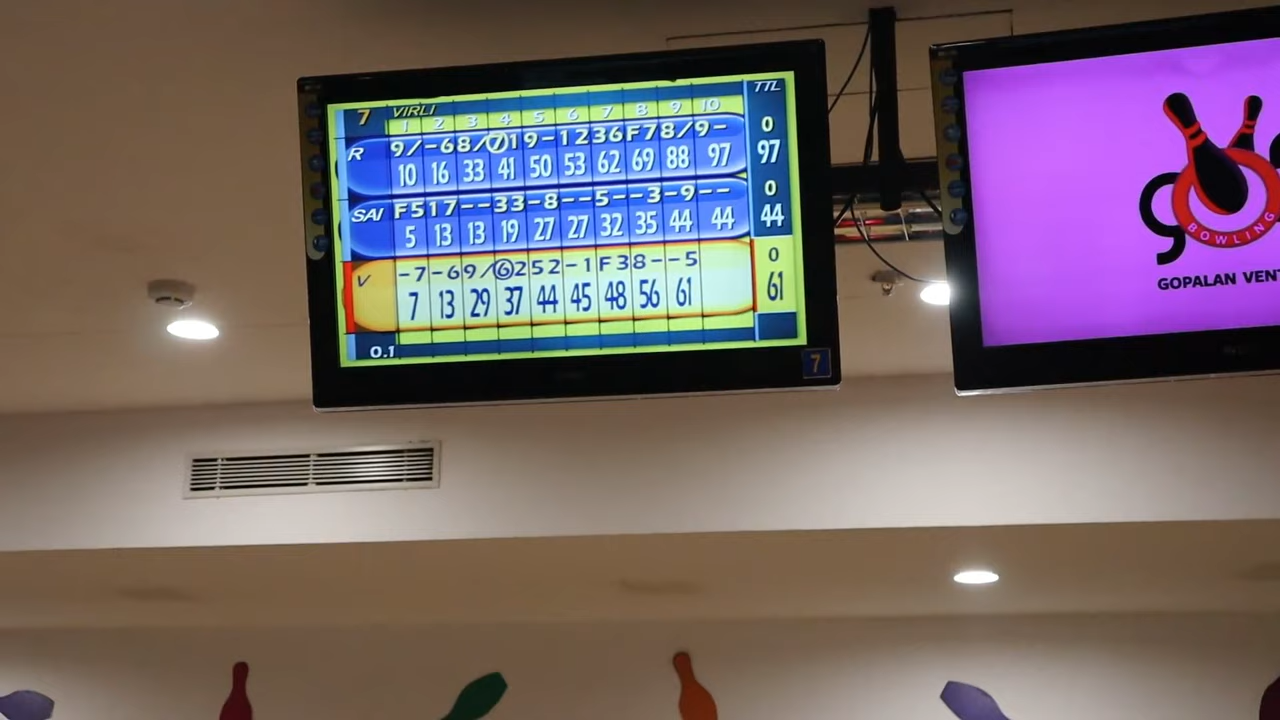 7 VIRLI TTL
1 2 3 4 5 6 7 8 9 10
R 9/-68/⑦19-1236F78/9- 0
10 16 33 41 50 53 62 69 88 97 97
SAI F517--33-8--5--3-9-- 0
5 13 13 19 27 27 32 35 44 44 44
V -7-69/⑥252-1F38--5 0
7 13 29 37 44 45 48 56 61 61
0.1
7
BOWLING
GOPALAN